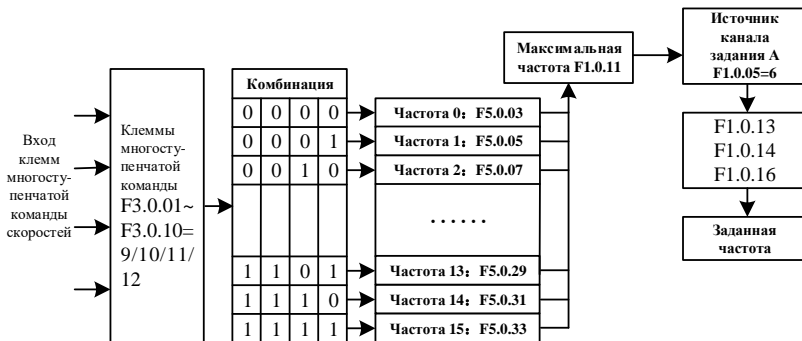 Вход
клемм
многосту-
пенчатой
команды
скоростей
Клеммы
многосту-
пенчатой
команды
F3.0.01~
F3.0.10=
9/10/11/
12
Комбинация
0 0 0 0
0 0 0 1
0 0 1 0
1 1 0 1
1 1 1 0
1 1 1 1
Частота 0: F5.0.03
Частота 1: F5.0.05
Частота 2: F5.0.07
......
Частота 13: F5.0.29
Частота 14: F5.0.31
Частота 15: F5.0.33
Максимальная
частота F1.0.11
Источник
канала
задания А
F1.0.05=6
F1.0.13
F1.0.14
F1.0.16
Заданная
частота